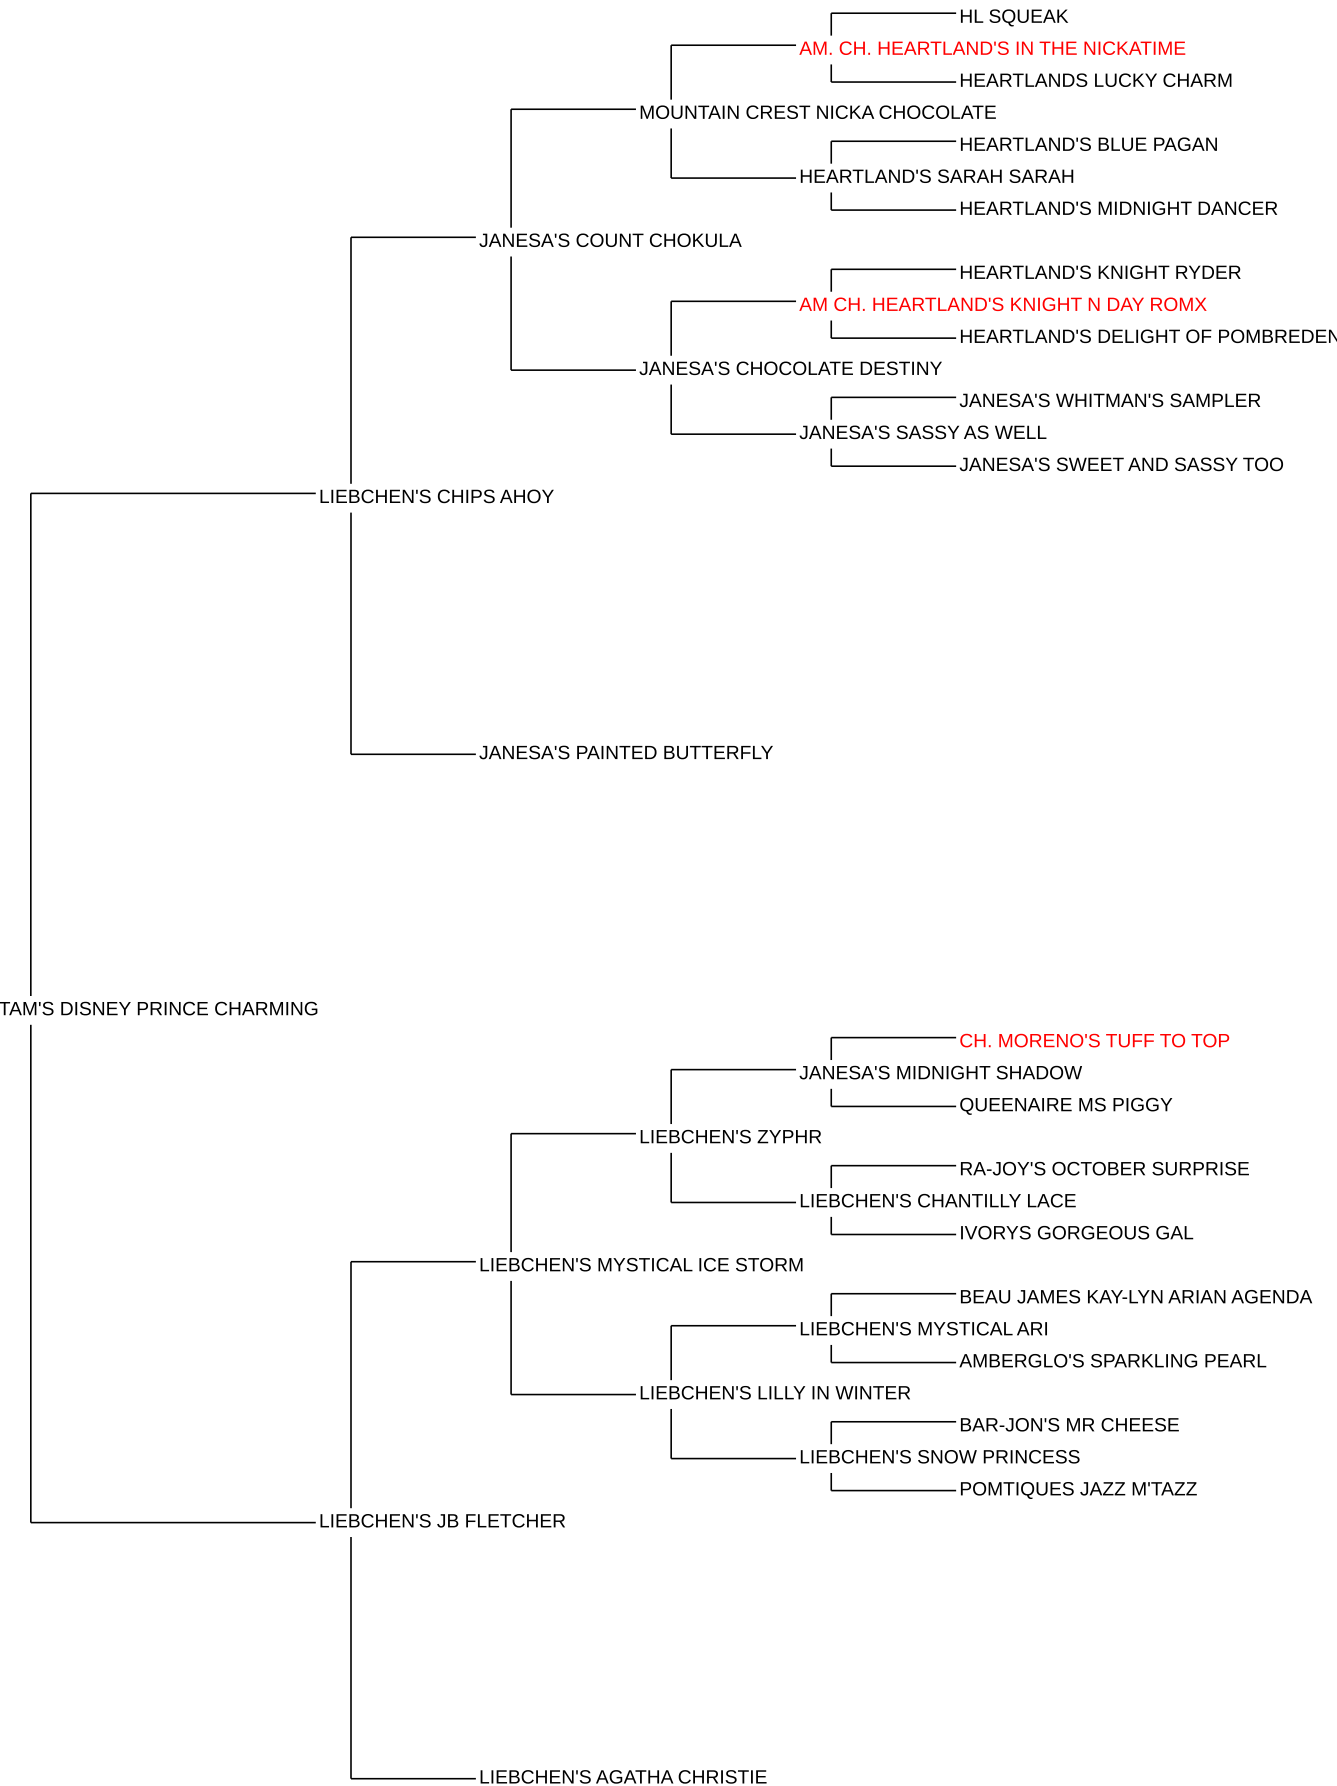 HL SQUEAK
AM. CH. HEARTLAND'S IN THE NICKATIME
HEARTLANDS LUCKY CHARM
MOUNTAIN CREST NICKA CHOCOLATE
HEARTLAND'S BLUE PAGAN
HEARTLAND'S SARAH SARAH
HEARTLAND'S MIDNIGHT DANCER
JANESA'S COUNT CHOKULA
HEARTLAND'S KNIGHT RYDER
AM CH. HEARTLAND'S KNIGHT N DAY ROMX
HEARTLAND'S DELIGHT OF POMBREDEN
JANESA'S CHOCOLATE DESTINY
JANESA'S WHITMAN'S SAMPLER
JANESA'S SASSY AS WELL
JANESA'S SWEET AND SASSY TOO
LIEBCHEN'S CHIPS AHOY
JANESA'S PAINTED BUTTERFLY
TAM'S DISNEY PRINCE CHARMING
CH. MORENO'S TUFF TO TOP
JANESA'S MIDNIGHT SHADOW
QUEENAIRE MS PIGGY
LIEBCHEN'S ZYPHR
RA-JOY'S OCTOBER SURPRISE
LIEBCHEN'S CHANTILLY LACE
IVORYS GORGEOUS GAL
LIEBCHEN'S MYSTICAL ICE STORM
BEAU JAMES KAY-LYN ARIAN AGENDA
LIEBCHEN'S MYSTICAL ARI
AMBERGLO'S SPARKLING PEARL
LIEBCHEN'S LILLY IN WINTER
BAR-JON'S MR CHEESE
LIEBCHEN'S SNOW PRINCESS
POMTIQUES JAZZ M'TAZZ
LIEBCHEN'S JB FLETCHER
LIEBCHEN'S AGATHA CHRISTIE